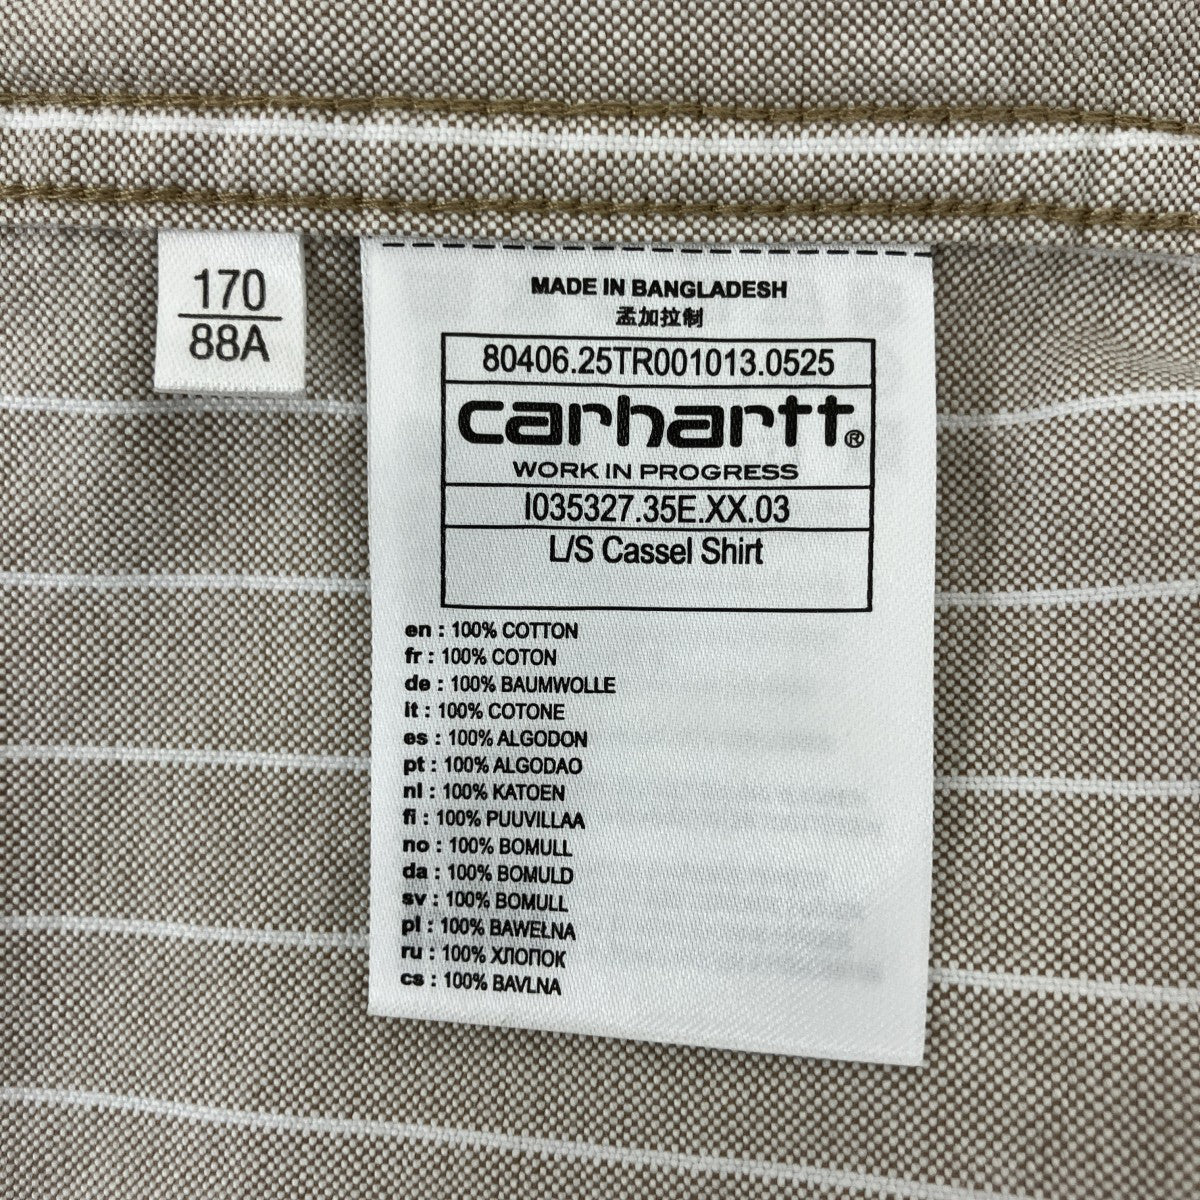 170
88A
MADE IN BANGLADESH
孟加拉制
80406.25TR001013.0525
carhartt®
WORK IN PROGRESS
I035327.35E.XX.03
L/S Cassel Shirt
en : 100% COTTON
fr : 100% COTON
de : 100% BAUMWOLLE
it : 100% COTONE
es : 100% ALGODON
pt : 100% ALGODAO
nl : 100% KATOEN
fi : 100% PUUVILLAA
no : 100% BOMULL
da : 100% BOMULD
sv : 100% BOMULL
pl : 100% BAWEŁNA
ru : 100% ХЛОПОК
cs : 100% BAVLNA